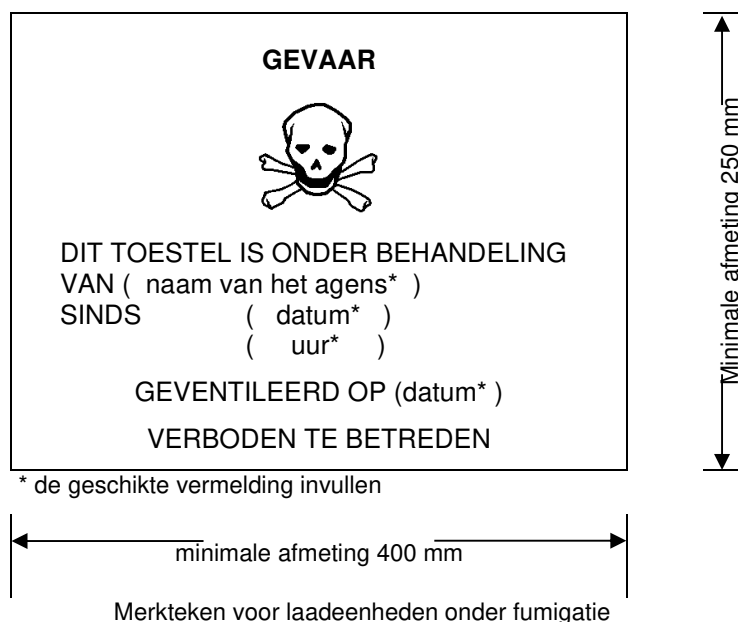 GEVAAR
DIT TOESTEL IS ONDER BEHANDELING
VAN ( naam van het agens* )
SINDS ( datum* )
( uur* )
GEVENTILEERD OP (datum* )
VERBODEN TE BETREDEN
* de geschikte vermelding invullen
minimale afmeting 400 mm
Merkteken voor laadeenheden onder fumigatie
Minimale afmeting 250 mm